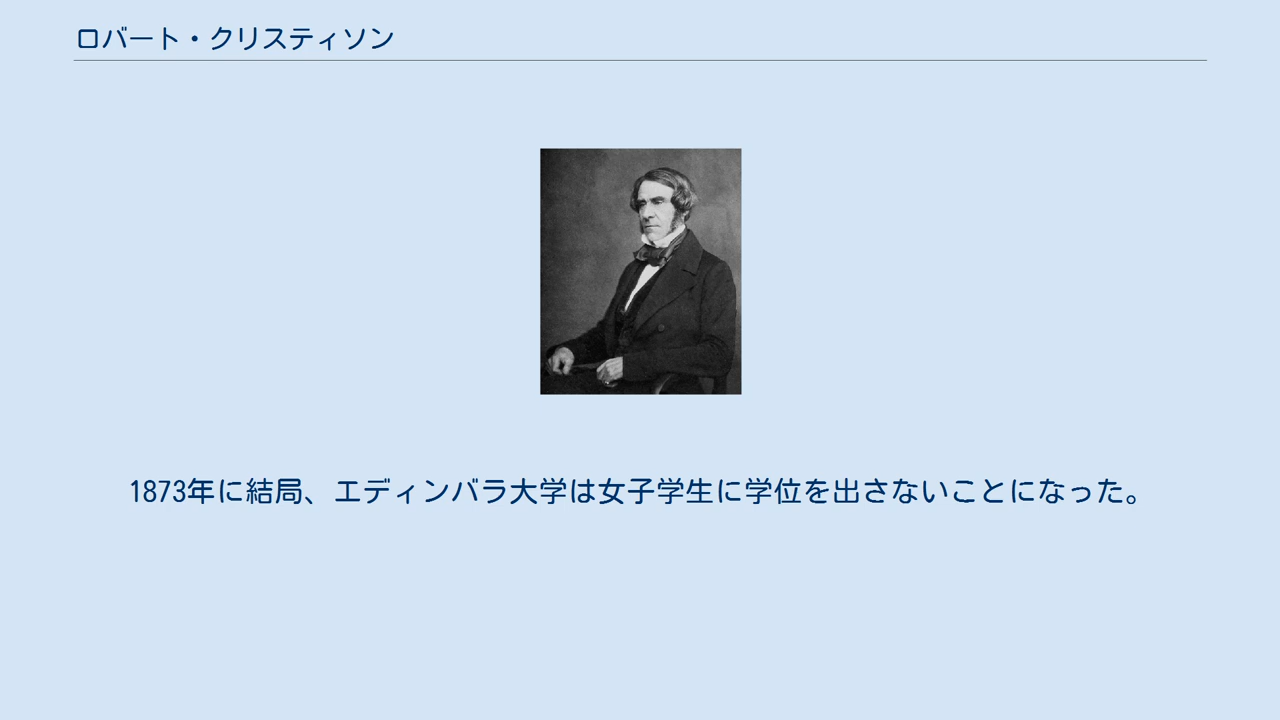 ロバート・クリスティソン
1873年に結局、エディンバラ大学は女子学生に学位を出さないことになった。